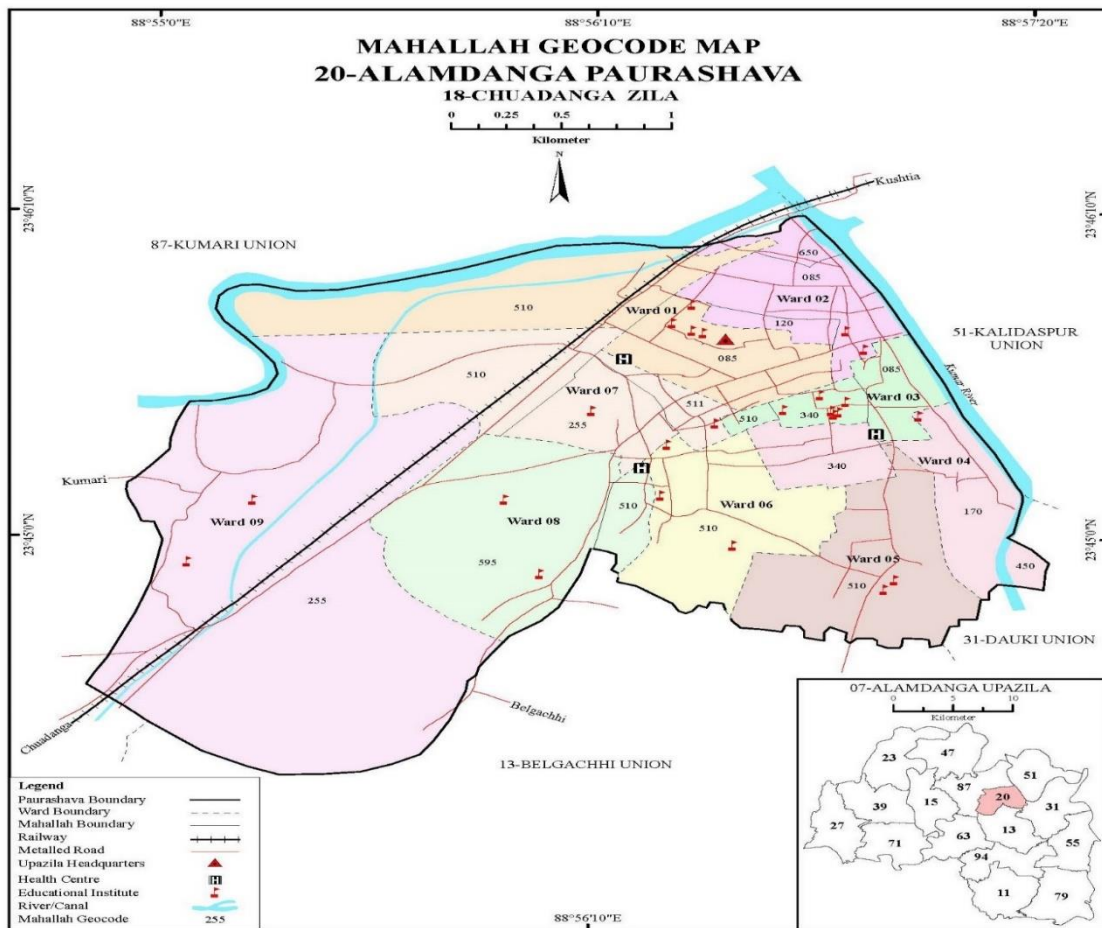 88°55'0"E 88°56'10"E 88°57'20"E
MAHALLAH GEOCODE MAP
20-ALAMDANGA PAURASHAVA
18-CHUADANGA ZILA
0 0.25 0.5 1
Kilometer
N
Kushtia
23°46'10"N 23°46'10"N
87-KUMARI UNION
650
085
Ward 02
510 Ward 01
120
51-KALIDASPUR
UNION
085
085
Kumar River
510
Ward 07
511
Ward 03
510 340
255
340
Ward 04
Kumari
Ward 09
Ward 08
510
Ward 06
510
170
23°45'0"N 23°45'0"N
595
Ward 05
510
450
255
31-DAUKI UNION
Belgachhi
Chuadanga
13-BELGACHHI UNION
Legend
Paurashava Boundary
Ward Boundary
Mahallah Boundary
Railway
Metalled Road
Upazila Headquarters
Health Centre
H
Educational Institute
River/Canal
Mahallah Geocode 255
88°56'10"E
07-ALAMDANGA UPAZILA
0 5 10
Kilometer
47
23
51
87
20
39 15 31
27
63 13
71
55
94
11 79
H
H
H